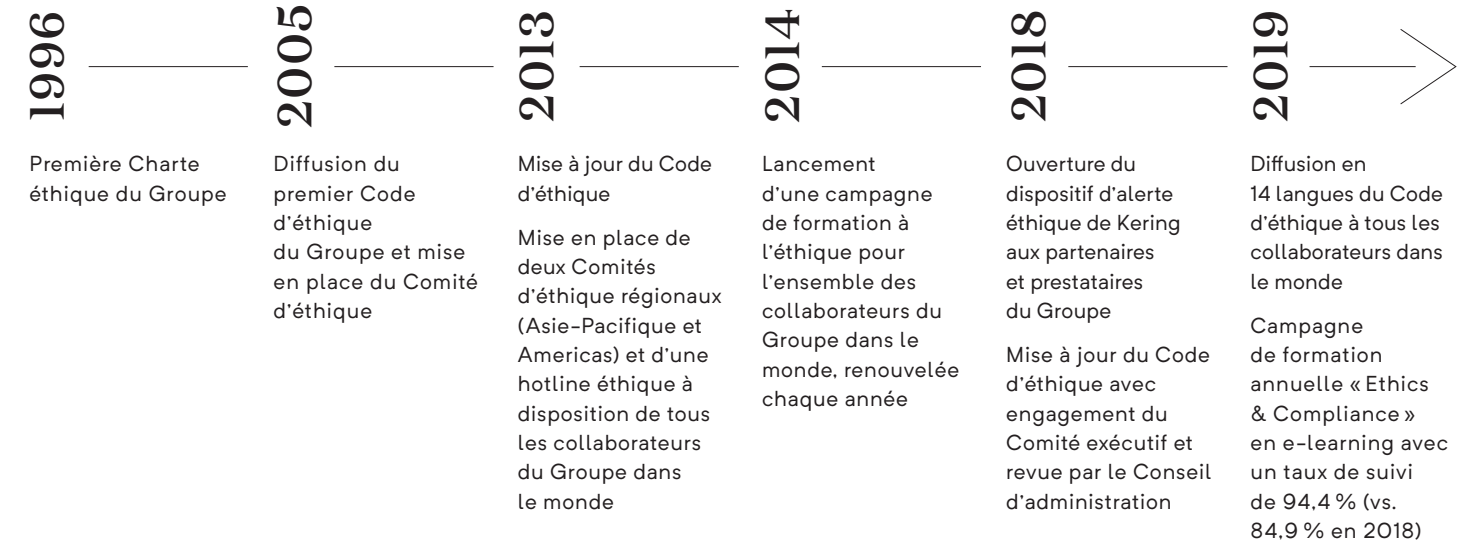 1996
Première Charte
éthique du Groupe
2005
Diffusion du
premier Code
d'éthique
du Groupe et mise
en place du Comité
d'éthique
2013
Mise à jour du Code
d'éthique
Mise en place de
deux Comités
d'éthique régionaux
(Asie-Pacifique et
Americas) et d'une
hotline éthique à
disposition de tous
les collaborateurs
du Groupe dans
le monde
2014
Lancement
d'une campagne
de formation à
l'éthique pour
l'ensemble des
collaborateurs du
Groupe dans le
monde, renouvelée
chaque année
2018
Ouverture du
dispositif d'alerte
éthique de Kering
aux partenaires
et prestataires
du Groupe
Mise à jour du Code
d'éthique avec
engagement du
Comité exécutif et
revue par le Conseil
d'administration
2019
Diffusion en
14 langues du Code
d'éthique à tous les
collaborateurs dans
le monde
Campagne
de formation
annuelle « Ethics
& Compliance »
en e-learning avec
un taux de suivi
de 94,4 % (vs.
84,9 % en 2018)